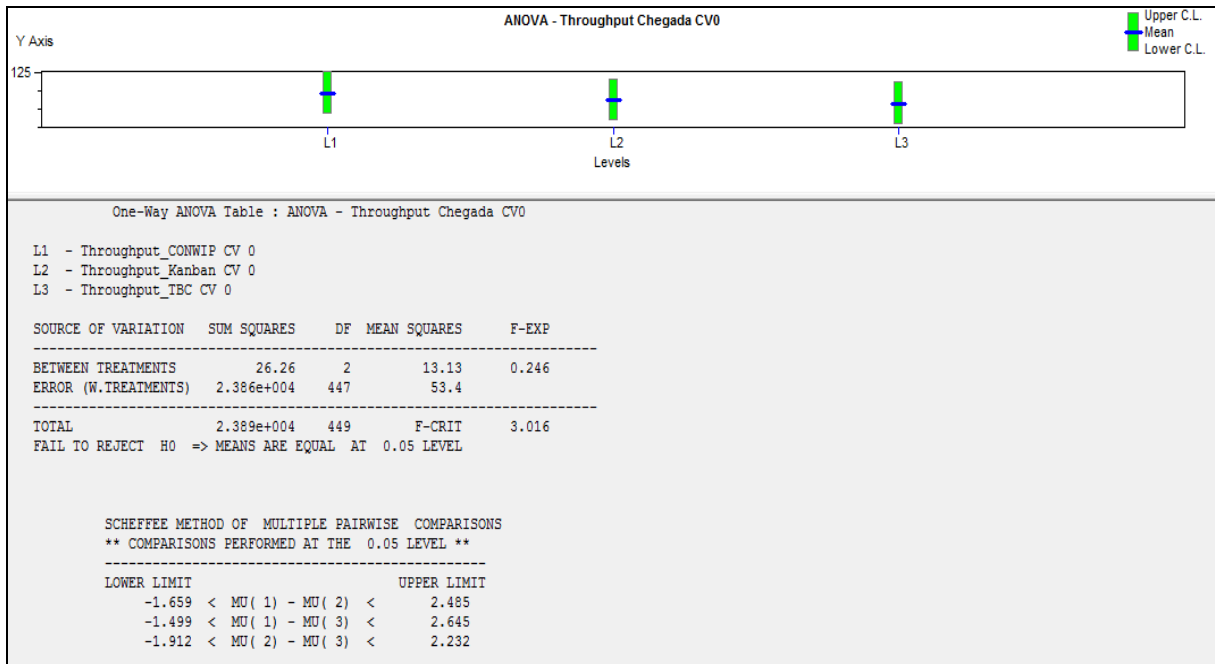 ANOVA - Throughput Chegada CV0
Upper C.L.
Mean
Lower C.L.
Y Axis
125
L1 L2 L3
Levels
One-Way ANOVA Table : ANOVA - Throughput Chegada CV0
L1 - Throughput_CONWIP CV 0
L2 - Throughput_Kanban CV 0
L3 - Throughput_TBC CV 0
SOURCE OF VARIATION SUM SQUARES DF MEAN SQUARES F-EXP
--------------------------------------------------------------------------
BETWEEN TREATMENTS 26.26 2 13.13 0.246
ERROR (W.TREATMENTS) 2.386e+004 447 53.4
--------------------------------------------------------------------------
TOTAL 2.389e+004 449 F-CRIT 3.016
FAIL TO REJECT H0 => MEANS ARE EQUAL AT 0.05 LEVEL
SCHEFFEE METHOD OF MULTIPLE PAIRWISE COMPARISONS
** COMPARISONS PERFORMED AT THE 0.05 LEVEL **
--------------------------------------------------
LOWER LIMIT UPPER LIMIT
-1.659 < MU( 1) - MU( 2) < 2.485
-1.499 < MU( 1) - MU( 3) < 2.645
-1.912 < MU( 2) - MU( 3) < 2.232